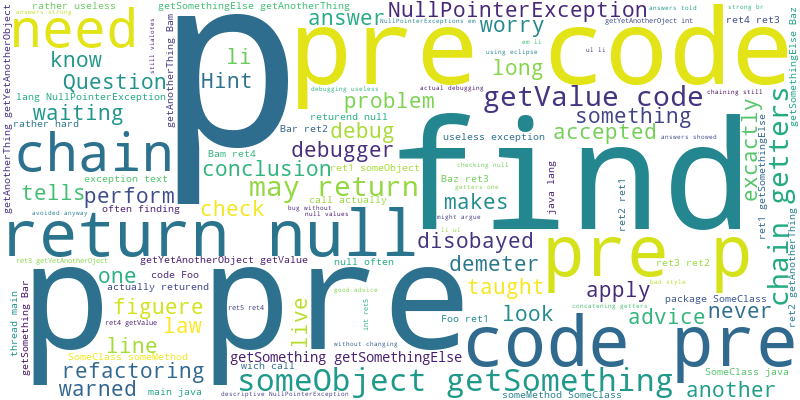 rather useless
getSomethingElse getAnotherThing
NullPointerException
answers told
strong br
answers strong
need
p
pre code
answer
NullPointerExceptions em
worry
getYetAnotherOject int
ret4 ret3
getYetAnotherObject
getAnotherThing
still vialotes
getAnotherThing Bam
know
li
em li
using eclipse
ul li
Question
Hint
long
debugging useless
actual debugging
chaining still
getSomethingElse Baz
lang NullPointerException
problem
getValue code
waiting
returend null
something
rather hard
Bar ret2
debug
useless exception
accepted
answers showed
chain
debugger
Bam ret4
find
exception text
conclusion
ret1 someObject
checking null
tells
may return
Baz ret3
getters one
java lang
excactly
chain getters
ret1 getSomethingElse
perform
call actually
makes
avoided anyway
often finding
check
bug without
null values
might argue
ret2 ret1
return null
li ul
disobayed
pre p
ret3 getYetAnotherOject
getYetAnotherObject getValue
null often
demeter
ret3 ret2
p
pre
one
code Foo
actually returend
good advice
taught
apply
bad style
ret2 getAnotherThing
getSomething Bar
thread main
figuere
ret5 ret4
live
int ret5
concatening getters
package SomeClass
never
ret4 getValue
law
Foo ret1
look
advice
line
without changing
code pre
SomeClass someMethod
getSomething getSomethingElse
refactoring
wich call
SomeClass java
warned
someObject getSomething
another
main java
descriptive NullPointerException
someMethod SomeClass